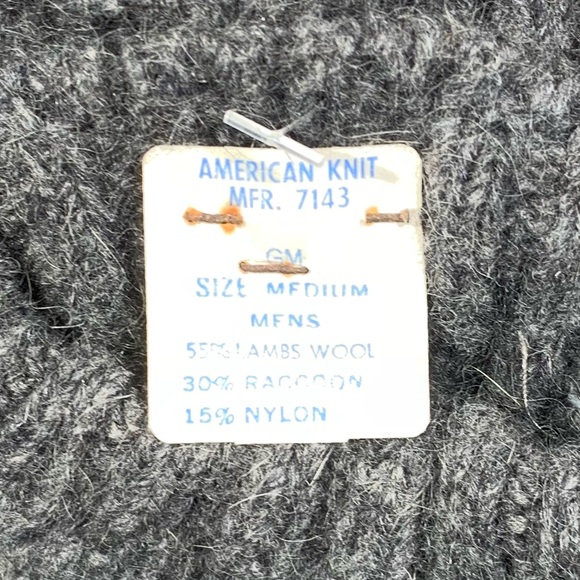 AMERICAN KNIT
MFR. 7143
GM
SIZE MEDIUM
MENS
55% LAMBS WOOL
30% RACCOON
15% NYLON